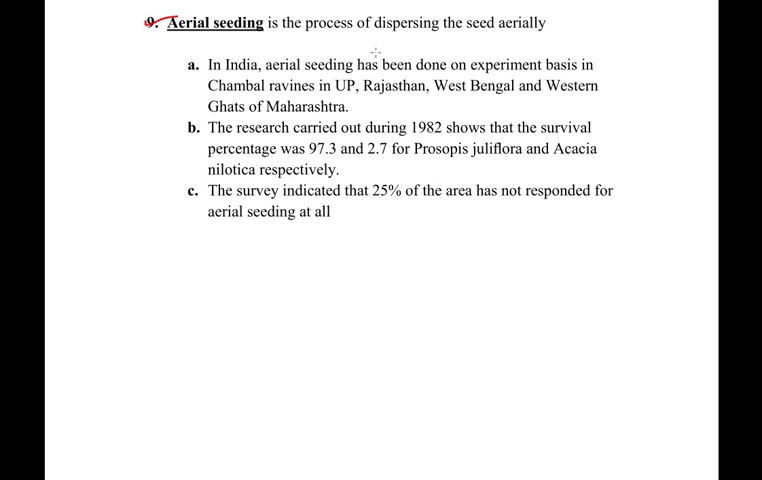 9. Aerial seeding is the process of dispersing the seed aerially
a. In India, aerial seeding has been done on experiment basis in
Chambal ravines in UP, Rajasthan, West Bengal and Western
Ghats of Maharashtra.
b. The research carried out during 1982 shows that the survival
percentage was 97.3 and 2.7 for Prosopis juliflora and Acacia
nilotica respectively.
c. The survey indicated that 25% of the area has not responded for
aerial seeding at all